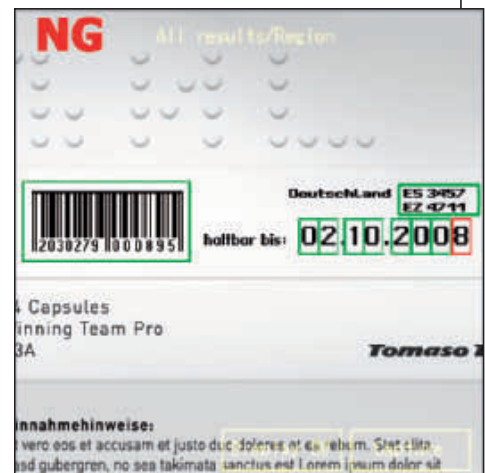 NG
All results/Region
Deutschland ES 3457
EZ 4711
2030279 000895
haltbar bis: 02.10.2008
4 Capsules
inning Team Pro
3A
Tomaso T
innahmehinweise:
t vero eos et accusam et justo duo dolores et ea rebum. Stet clita
asd gubergren, no sea takimata sanctus est Lorem ipsum dolor sit